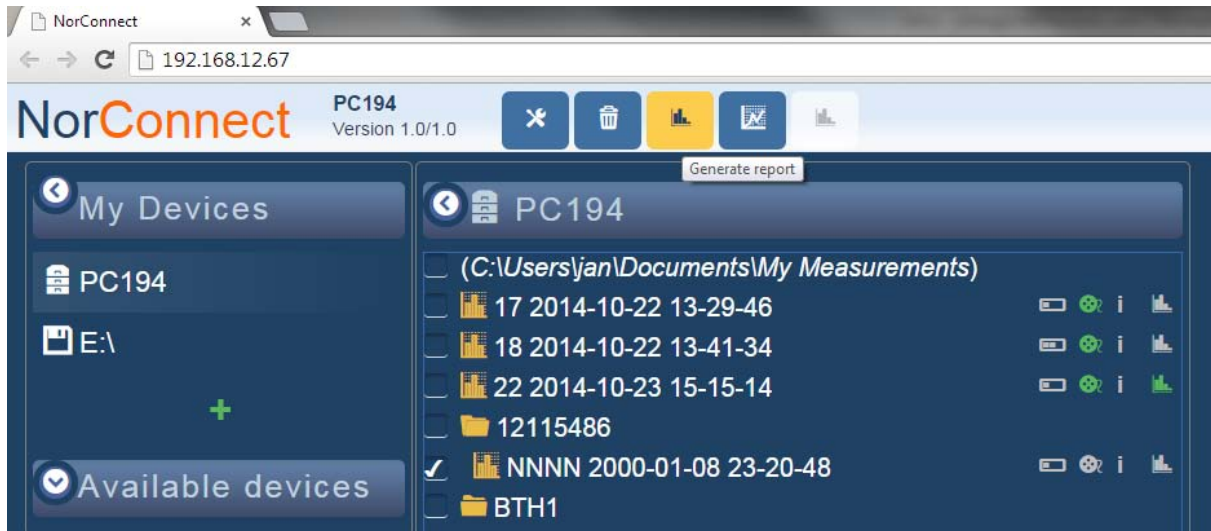 NorConnect
192.168.12.67
NorConnect
PC194
Version 1.0/1.0
Generate report
My Devices
PC194
E:\
Available devices
PC194
(C:\Users\jan\Documents\My Measurements)
17 2014-10-22 13-29-46
18 2014-10-22 13-41-34
22 2014-10-23 15-15-14
12115486
NNNN 2000-01-08 23-20-48
BTH1